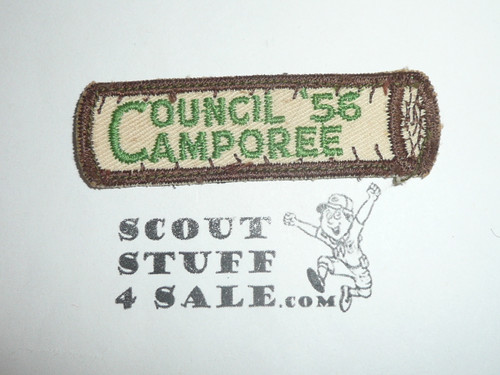 COUNCIL '56
CAMPOREE
SCOUT
STUFF
4 SALE.COM